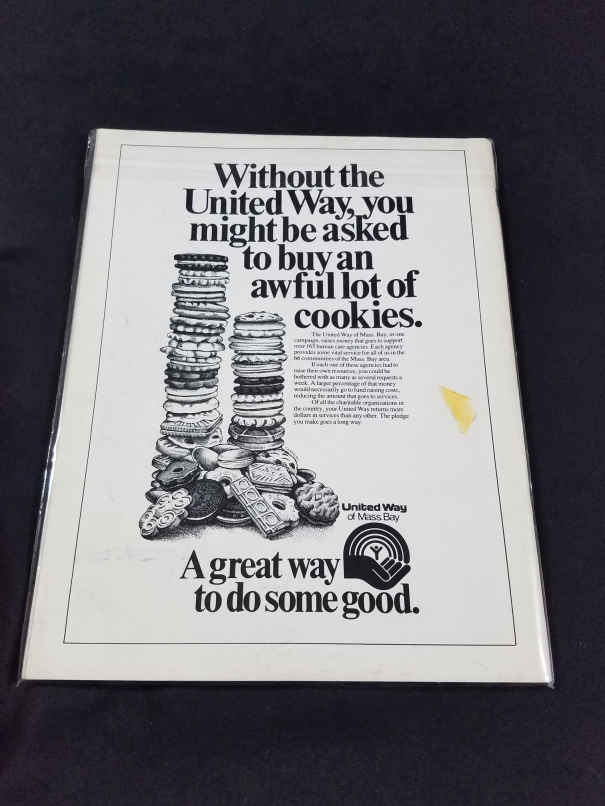 Without the
United Way, you
might be asked
to buy an
awful lot of
cookies.
The United Way of Mass. Bay, in one
campaign, raises money that goes to support
over 163 human care agencies. Each agency
provides some vital service for all of us in the
86 communities of the Mass. Bay area.
If each one of these agencies had to
raise their own resources, you could be
bothered with as many as several requests a
week. A larger percentage of that money
would necessarily go to fund raising costs,
reducing the amount that goes to services.
Of all the charitable organizations in
the country, your United Way returns more
dollars in services than any other. The pledge
you make goes a long way.
United Way
of Mass. Bay
A great way
to do some good.